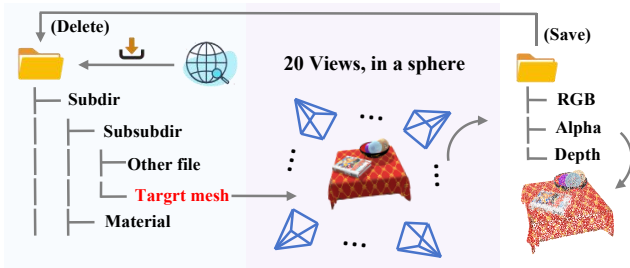 (Delete)
(Save)
20 Views, in a sphere
Subdir
Subsubdir
Other file
Targrt mesh
Material
RGB
Alpha
Depth